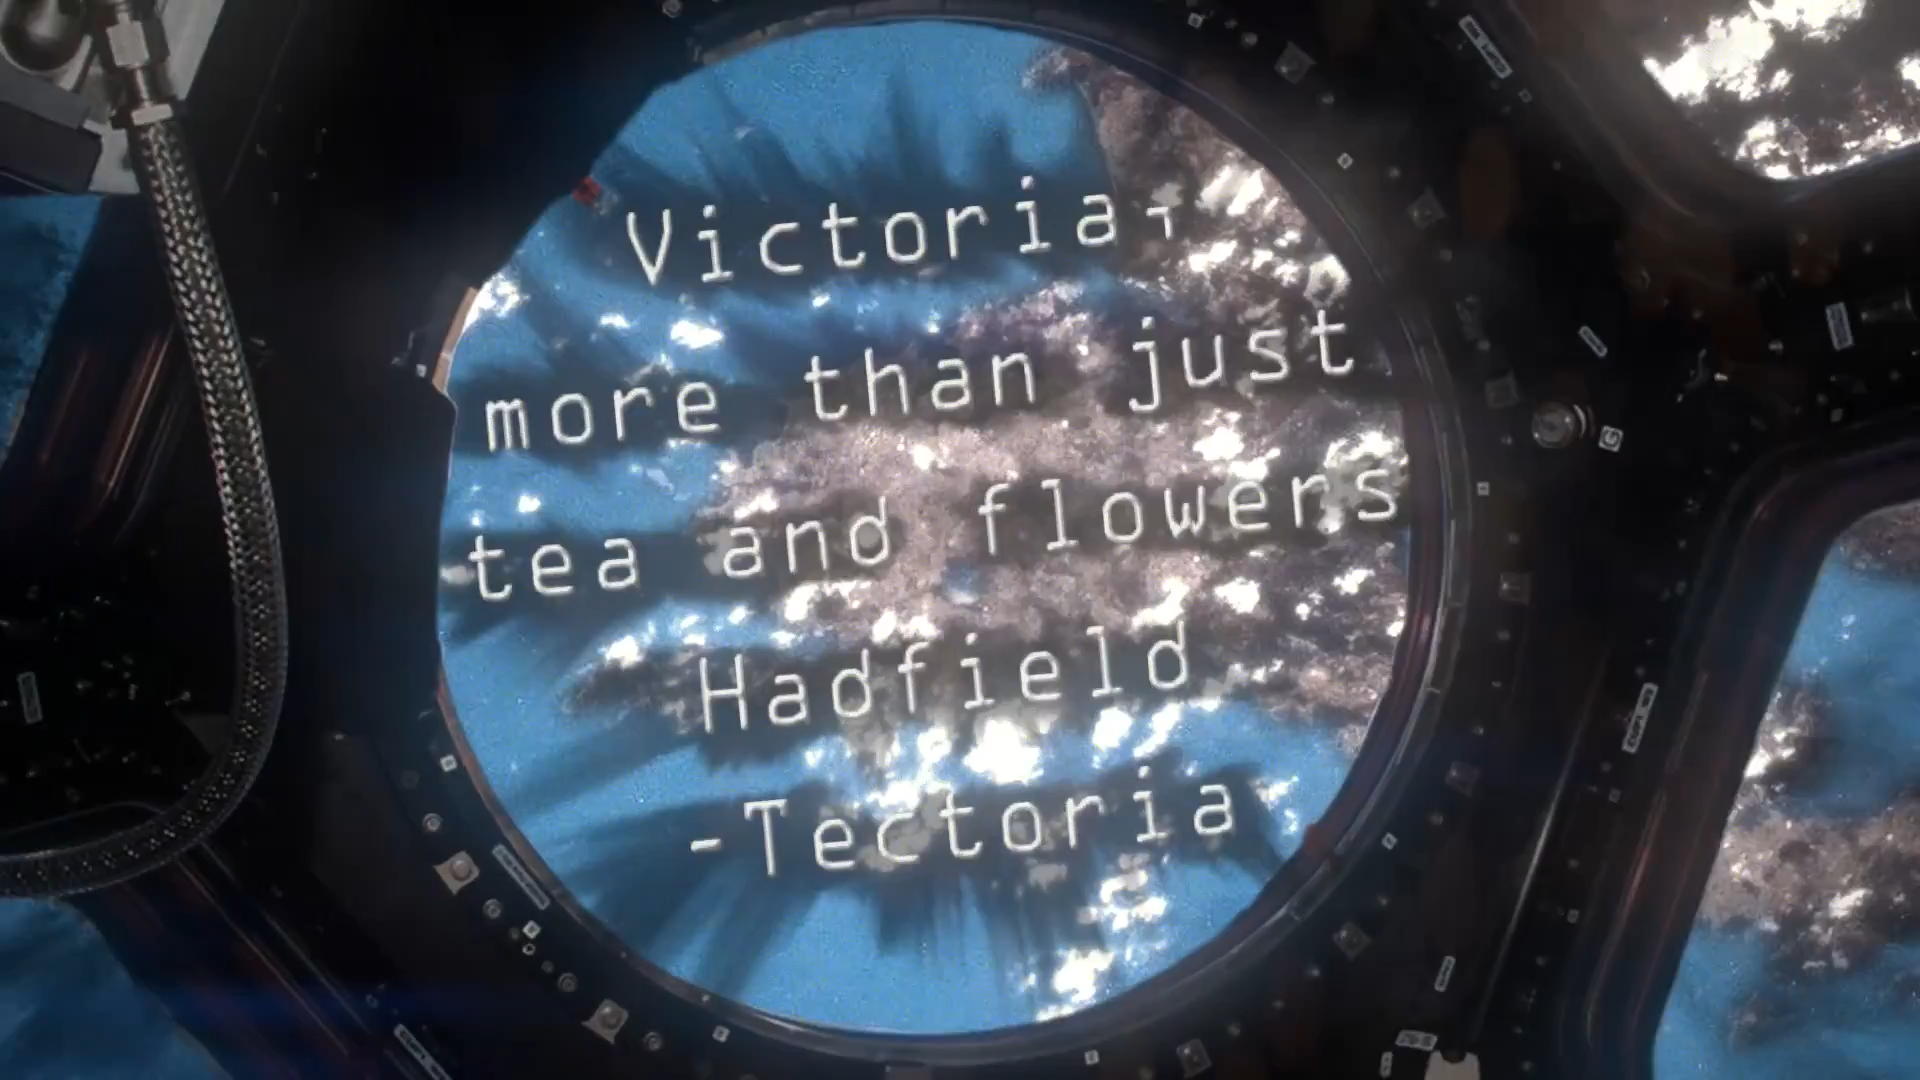 Victoria,
more than just
tea and flowers
Hadfield
-Tectoria